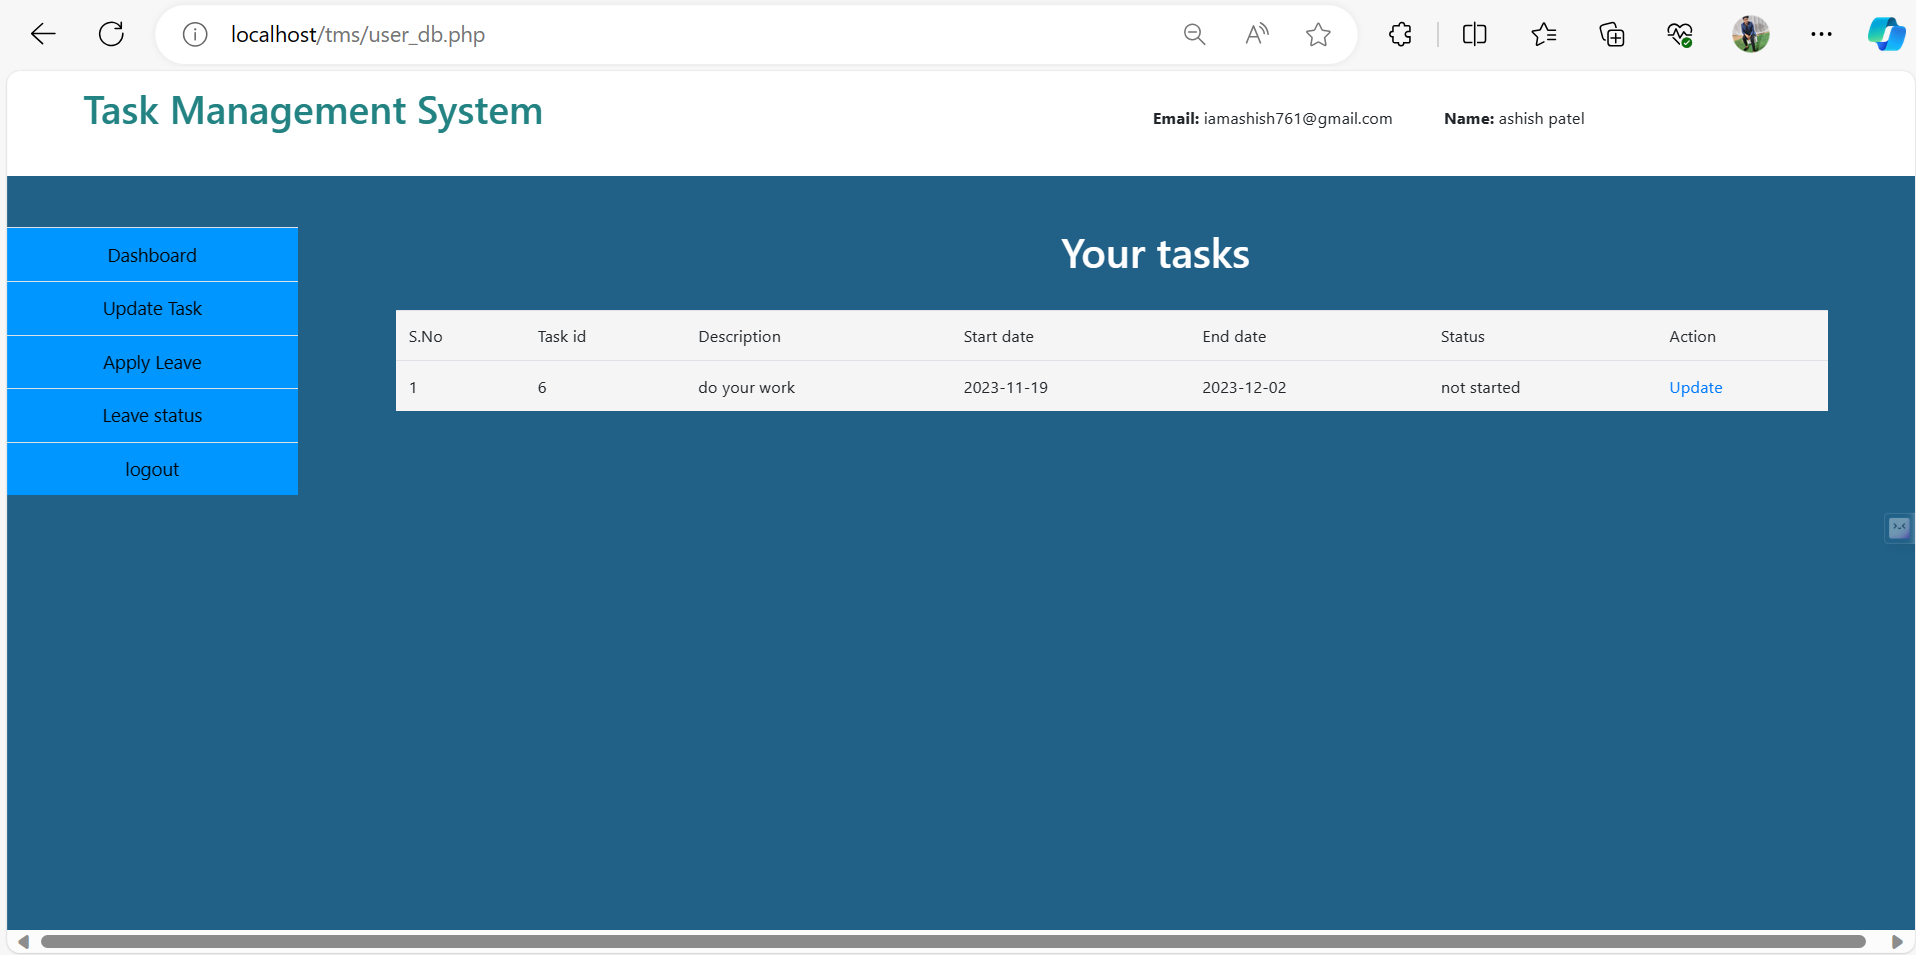 localhost/tms/user_db.php
Task Management System
Email: iamashish761@gmail.com Name: ashish patel
Dashboard
Update Task
Apply Leave
Leave status
logout
Your tasks
S.No Task id Description Start date End date Status Action
1 6 do your work 2023-11-19 2023-12-02 not started Update